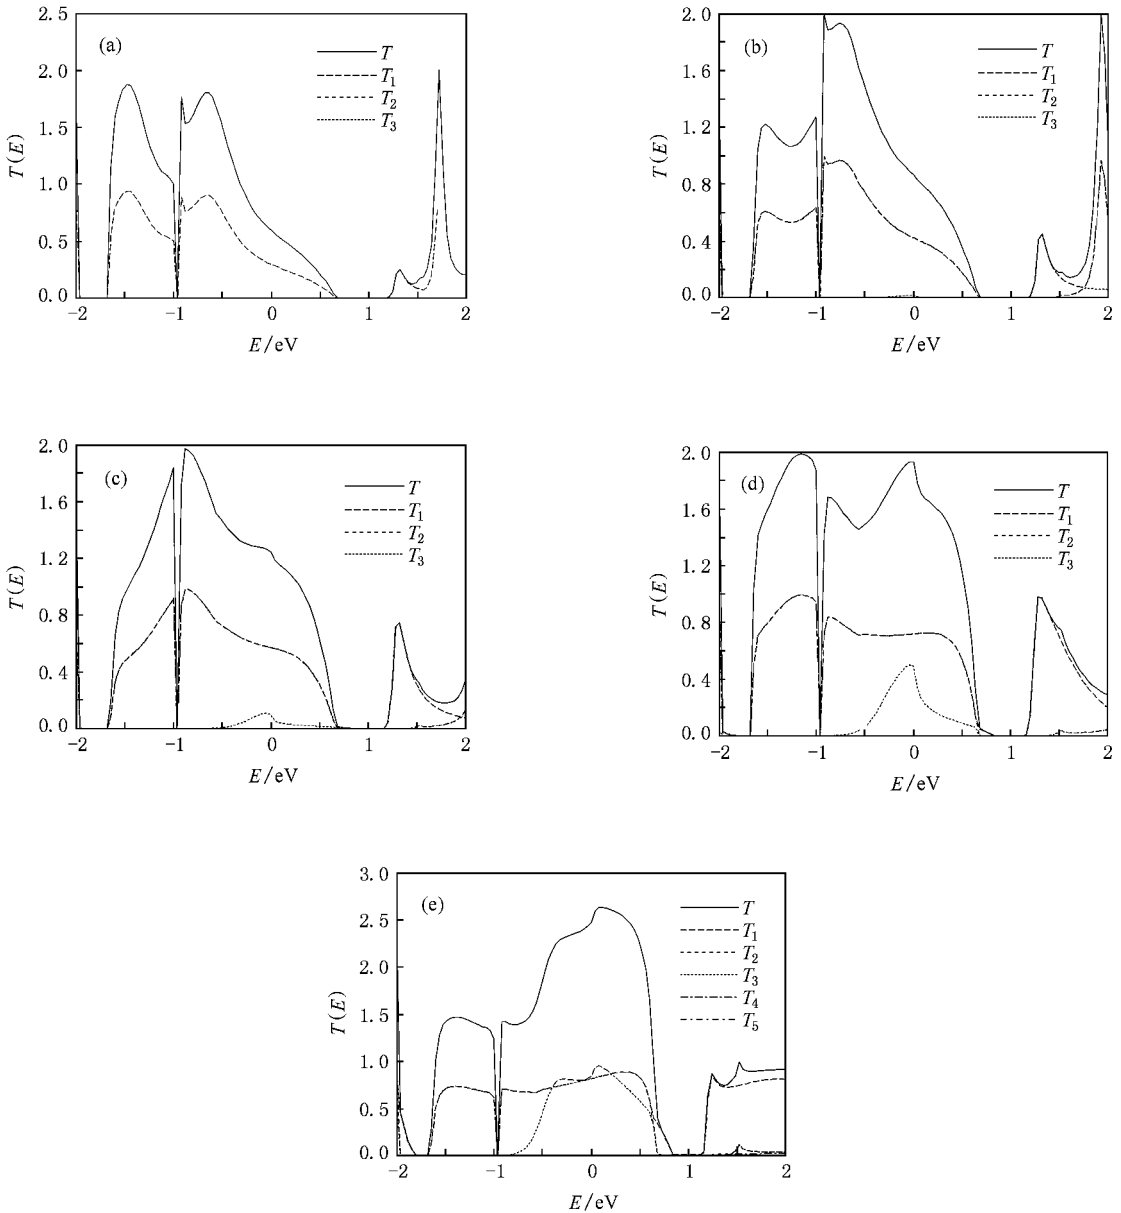 (a)
T
T₁
T₂
T₃
2.5
2.0
1.5
1.0
0.5
0.0
T(E)
−2 −1 0 1 2
E/eV
(b)
T
T₁
T₂
T₃
2.0
1.6
1.2
0.8
0.4
0.0
T(E)
−2 −1 0 1 2
E/eV
(c)
T
T₁
T₂
T₃
2.0
1.6
1.2
0.8
0.4
0.0
T(E)
−2 −1 0 1 2
E/eV
(d)
T
T₁
T₂
T₃
2.0
1.6
1.2
0.8
0.4
0.0
T(E)
−2 −1 0 1 2
E/eV
(e)
T
T₁
T₂
T₃
T₄
T₅
3.0
2.5
2.0
1.5
1.0
0.5
0.0
T(E)
−2 −1 0 1 2
E/eV